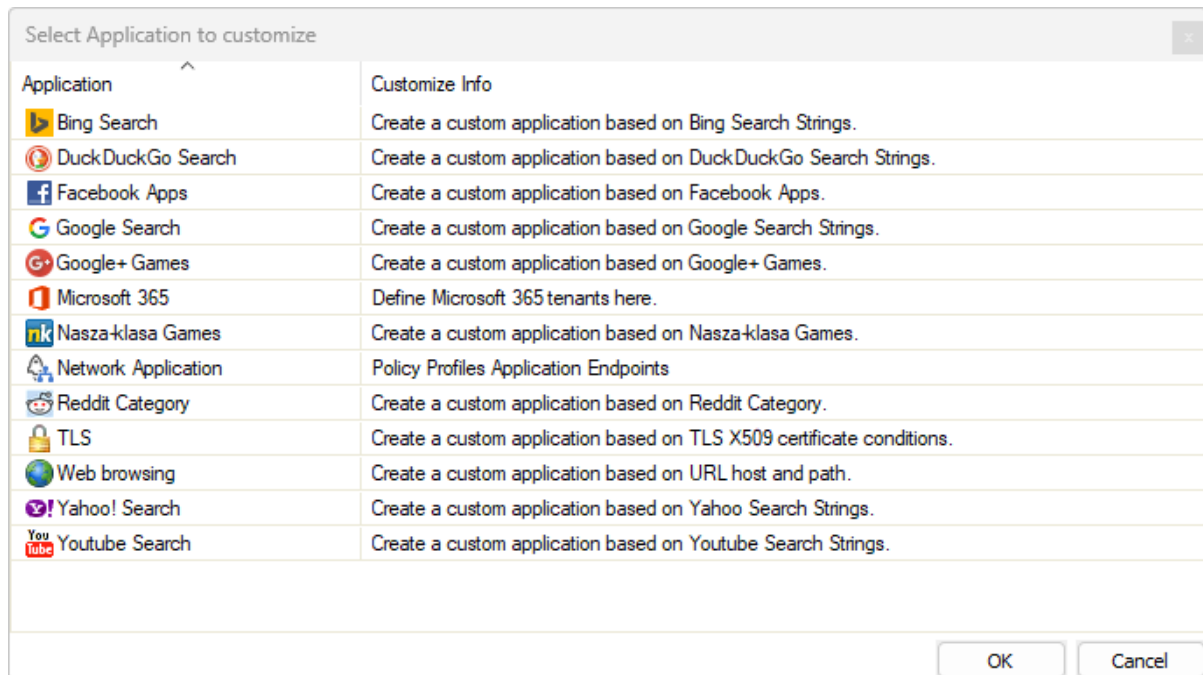 Select Application to customize
x
Application Customize Info
Bing Search Create a custom application based on Bing Search Strings.
DuckDuckGo Search Create a custom application based on DuckDuckGo Search Strings.
f Facebook Apps Create a custom application based on Facebook Apps.
G Google Search Create a custom application based on Google Search Strings.
G+ Google+ Games Create a custom application based on Google+ Games.
Microsoft 365 Define Microsoft 365 tenants here.
nk Nasza-klasa Games Create a custom application based on Nasza-klasa Games.
Network Application Policy Profiles Application Endpoints
Reddit Category Create a custom application based on Reddit Category.
TLS Create a custom application based on TLS X509 certificate conditions.
Web browsing Create a custom application based on URL host and path.
Y! Yahoo! Search Create a custom application based on Yahoo Search Strings.
You Tube Youtube Search Create a custom application based on Youtube Search Strings.
OK Cancel